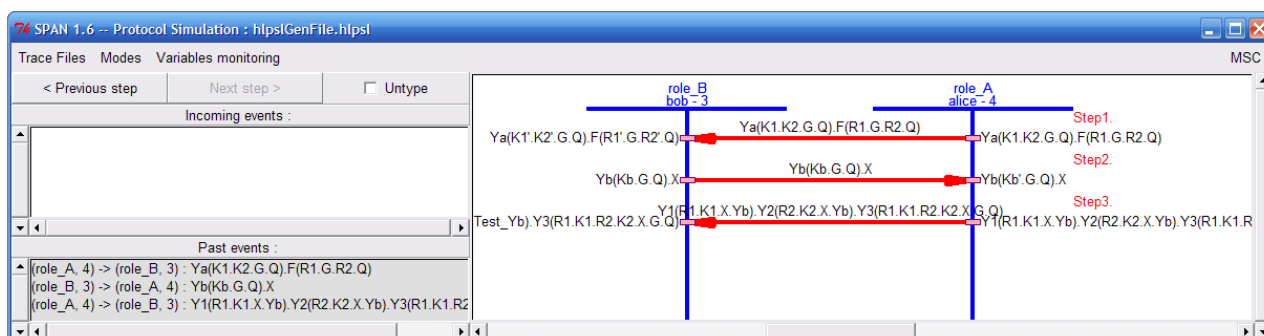 SPAN 1.6 -- Protocol Simulation : hlpslGenFile.hlpsl
Trace Files Modes Variables monitoring MSC
< Previous step Next step > Untype
Incoming events :
Past events :
(role_A, 4) -> (role_B, 3) : Ya(K1.K2.G.Q).F(R1.G.R2.Q)
(role_B, 3) -> (role_A, 4) : Yb(Kb.G.Q).X
(role_A, 4) -> (role_B, 3) : Y1(R1.K1.X.Yb).Y2(R2.K2.X.Yb).Y3(R1.K1.R2
role_B role_A
bob - 3 alice - 4
Step1.
Ya(K1.K2.G.Q).F(R1.G.R2.Q)
Ya(K1'.K2'.G.Q).F(R1'.G.R2'.Q) Ya(K1.K2.G.Q).F(R1.G.R2.Q)
Step2.
Yb(Kb.G.Q).X
Yb(Kb.G.Q).X Yb(Kb'.G.Q).X
Step3.
Y1(R1.K1.X.Yb).Y2(R2.K2.X.Yb).Y3(R1.K1.R2.K2.X.G.Q)
Test_Yb).Y3(R1.K1.R2.K2.X.G.Q) Y1(R1.K1.X.Yb).Y2(R2.K2.X.Yb).Y3(R1.K1.R